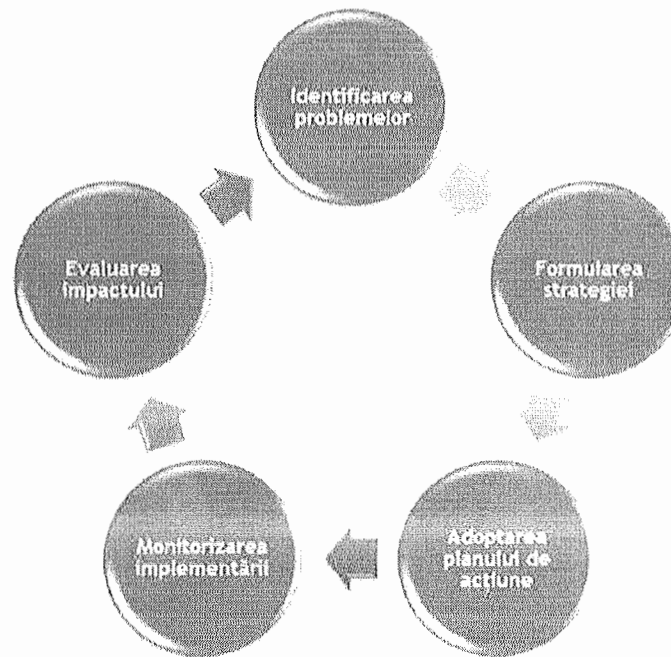 Identificarea
problemelor
Formularea
strategiei
Adoptarea
planului de
acțiune
Monitorizarea
implementării
Evaluarea
impactului